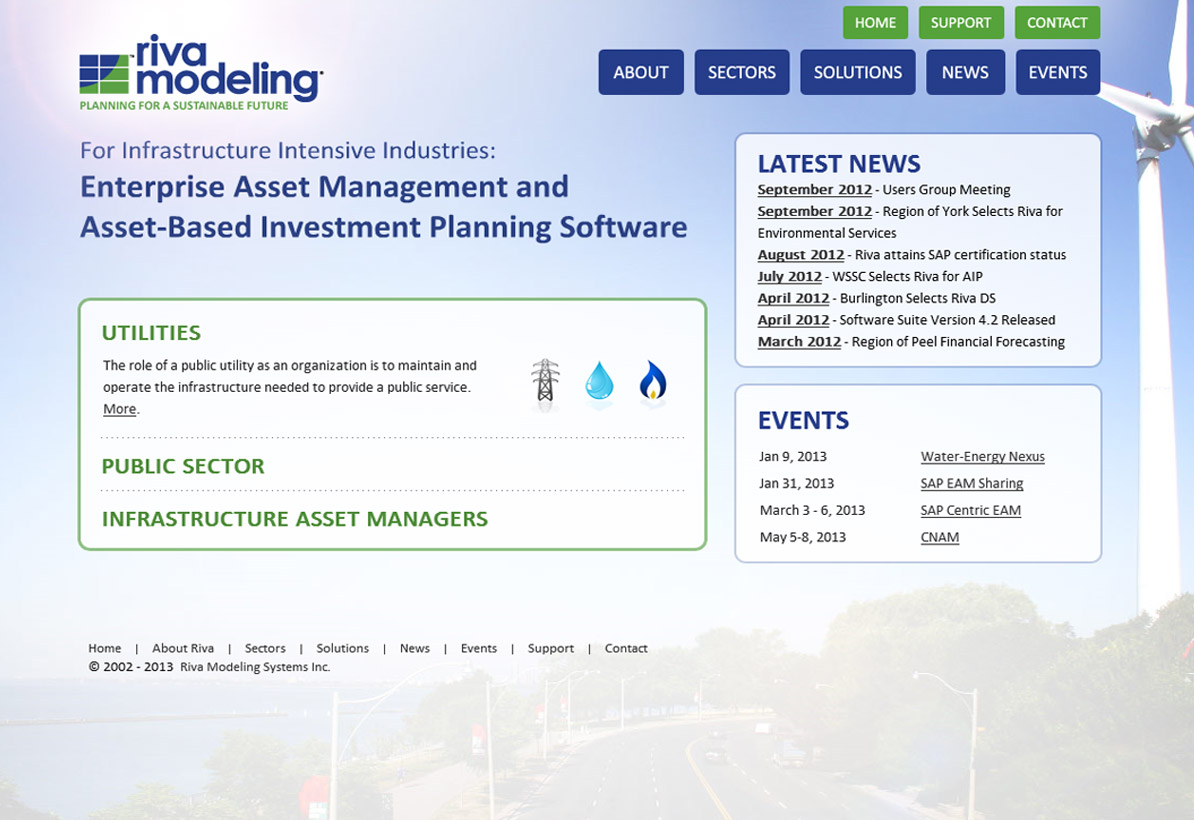 HOME SUPPORT CONTACT
riva
modeling
PLANNING FOR A SUSTAINABLE FUTURE
ABOUT SECTORS SOLUTIONS NEWS EVENTS
For Infrastructure Intensive Industries:
Enterprise Asset Management and
Asset-Based Investment Planning Software
UTILITIES
The role of a public utility as an organization is to maintain and
operate the infrastructure needed to provide a public service.
More.
PUBLIC SECTOR
INFRASTRUCTURE ASSET MANAGERS
LATEST NEWS
September 2012 - Users Group Meeting
September 2012 - Region of York Selects Riva for
Environmental Services
August 2012 - Riva attains SAP certification status
July 2012 - WSSC Selects Riva for AIP
April 2012 - Burlington Selects Riva DS
April 2012 - Software Suite Version 4.2 Released
March 2012 - Region of Peel Financial Forecasting
EVENTS
Jan 9, 2013 Water-Energy Nexus
Jan 31, 2013 SAP EAM Sharing
March 3 - 6, 2013 SAP Centric EAM
May 5-8, 2013 CNAM
Home | About Riva | Sectors | Solutions | News | Events | Support | Contact
© 2002 - 2013 Riva Modeling Systems Inc.